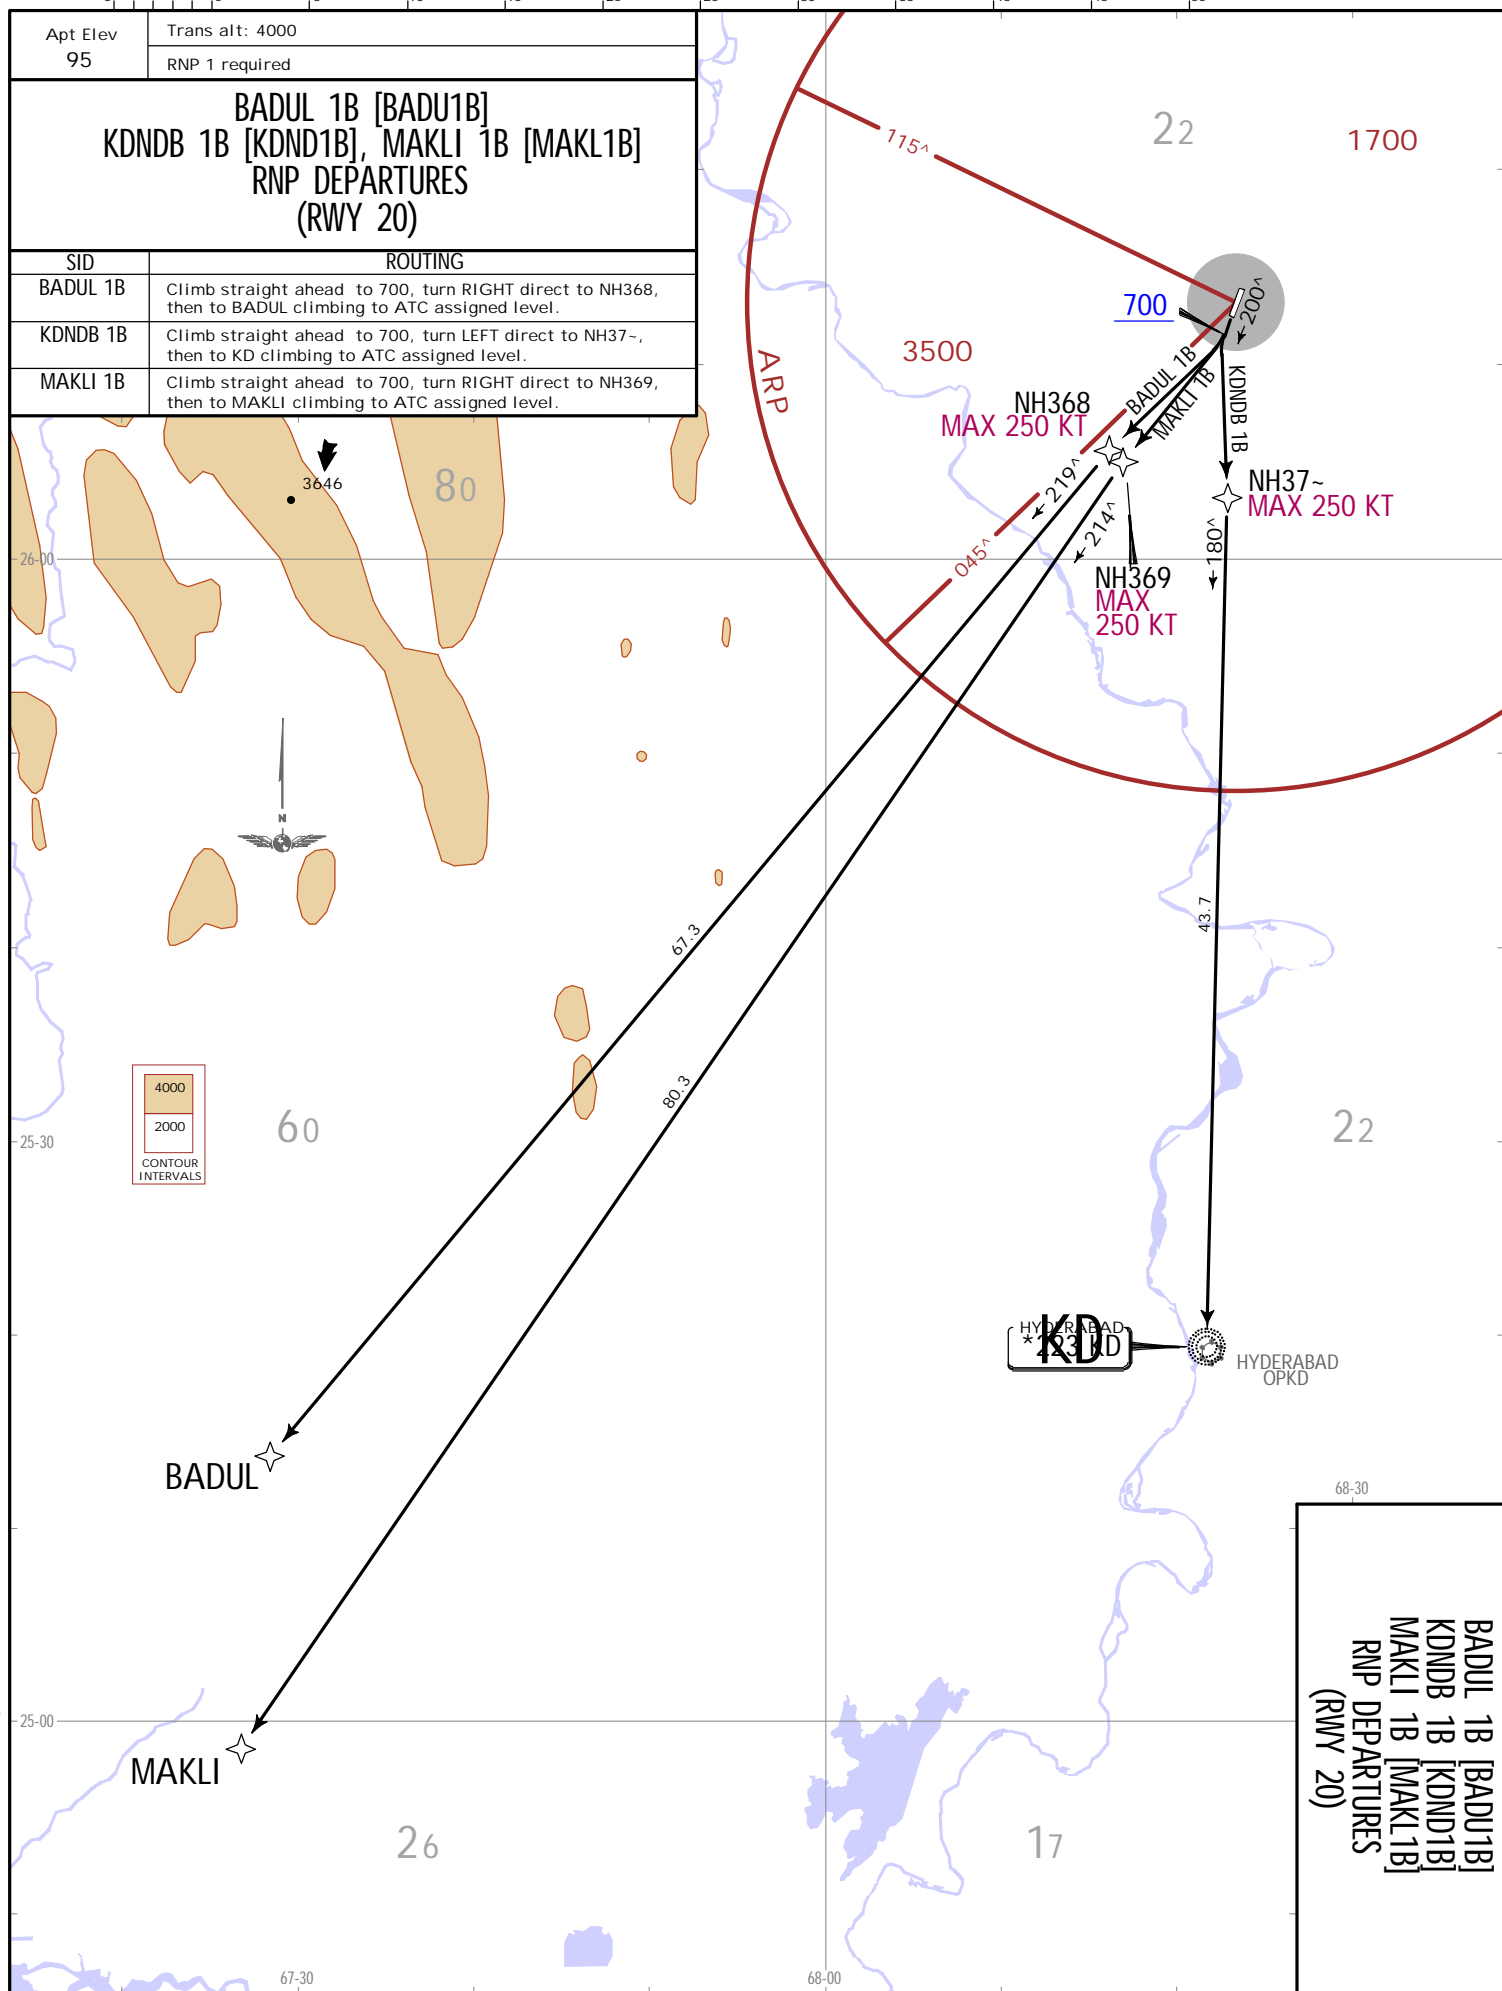 Apt Elev
95
Trans alt: 4000
RNP 1 required
BADUL 1B [BADU1B]
KDNDB 1B [KDND1B], MAKLI 1B [MAKL1B]
RNP DEPARTURES
(RWY 20)
SID
ROUTING
BADUL 1B
Climb straight ahead to 700, turn RIGHT direct to NH368,
then to BADUL climbing to ATC assigned level.
KDNDB 1B
Climb straight ahead to 700, turn LEFT direct to NH37~,
then to KD climbing to ATC assigned level.
MAKLI 1B
Climb straight ahead to 700, turn RIGHT direct to NH369,
then to MAKLI climbing to ATC assigned level.
115^
22
1700
700
200^
3500
ARP
BADUL 1B
MAKLI 1B
KDNDB 1B
NH368
MAX 250 KT
3646
80
219^
214^
NH37~
MAX 250 KT
180^
045^
26-00
NH369
MAX
250 KT
N
43.7
67.3
80.3
4000
2000
CONTOUR
INTERVALS
60
25-30
22
HYDERABAD
*223 KD
KD
HYDERABAD
OPKD
BADUL
68-30
BADUL 1B [BADU1B]
KDNDB 1B [KDND1B]
MAKLI 1B [MAKL1B]
RNP DEPARTURES
(RWY 20)
25-00
MAKLI
26
17
67-30
68-00